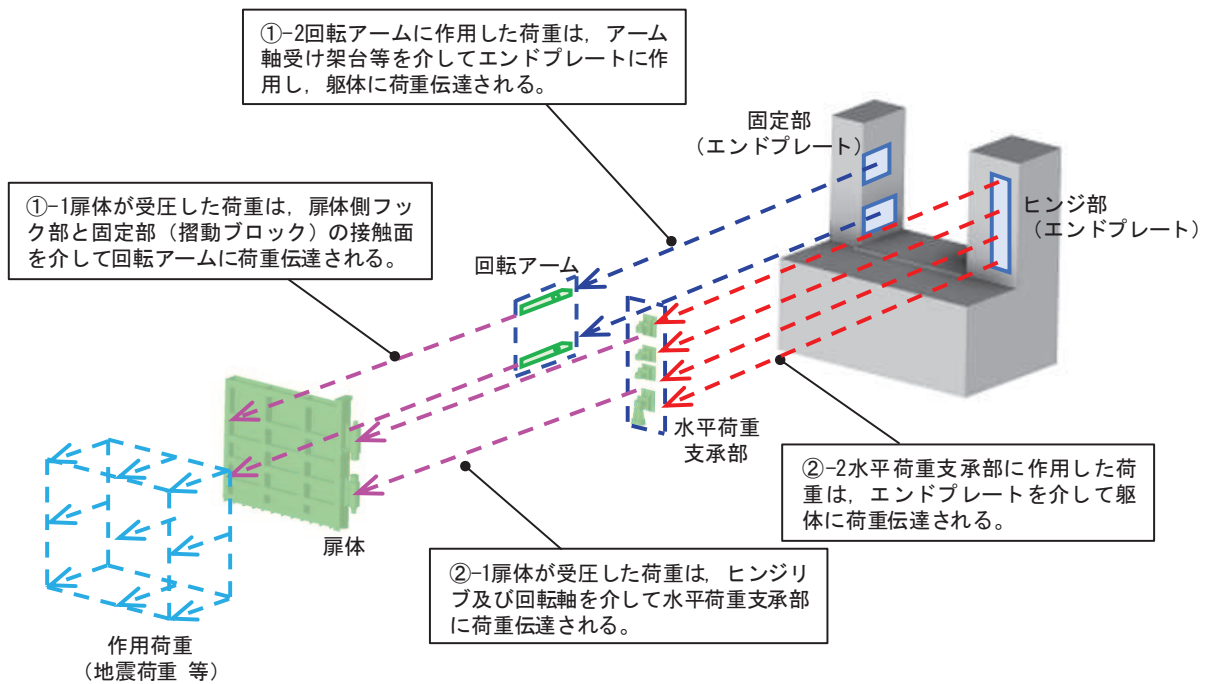 ①-2回転アームに作用した荷重は，アーム
軸受け架台等を介してエンドプレートに作
用し，躯体に荷重伝達される。
固定部
（エンドプレート）
①-1扉体が受圧した荷重は，扉体側フッ
ク部と固定部（摺動ブロック）の接触面
を介して回転アームに荷重伝達される。
ヒンジ部
（エンドプレート）
回転アーム
水平荷重
支承部
②-2水平荷重支承部に作用した荷
重は，エンドプレートを介して躯
体に荷重伝達される。
扉体
②-1扉体が受圧した荷重は，ヒンジリ
ブ及び回転軸を介して水平荷重支承部
に荷重伝達される。
作用荷重
（地震荷重 等）